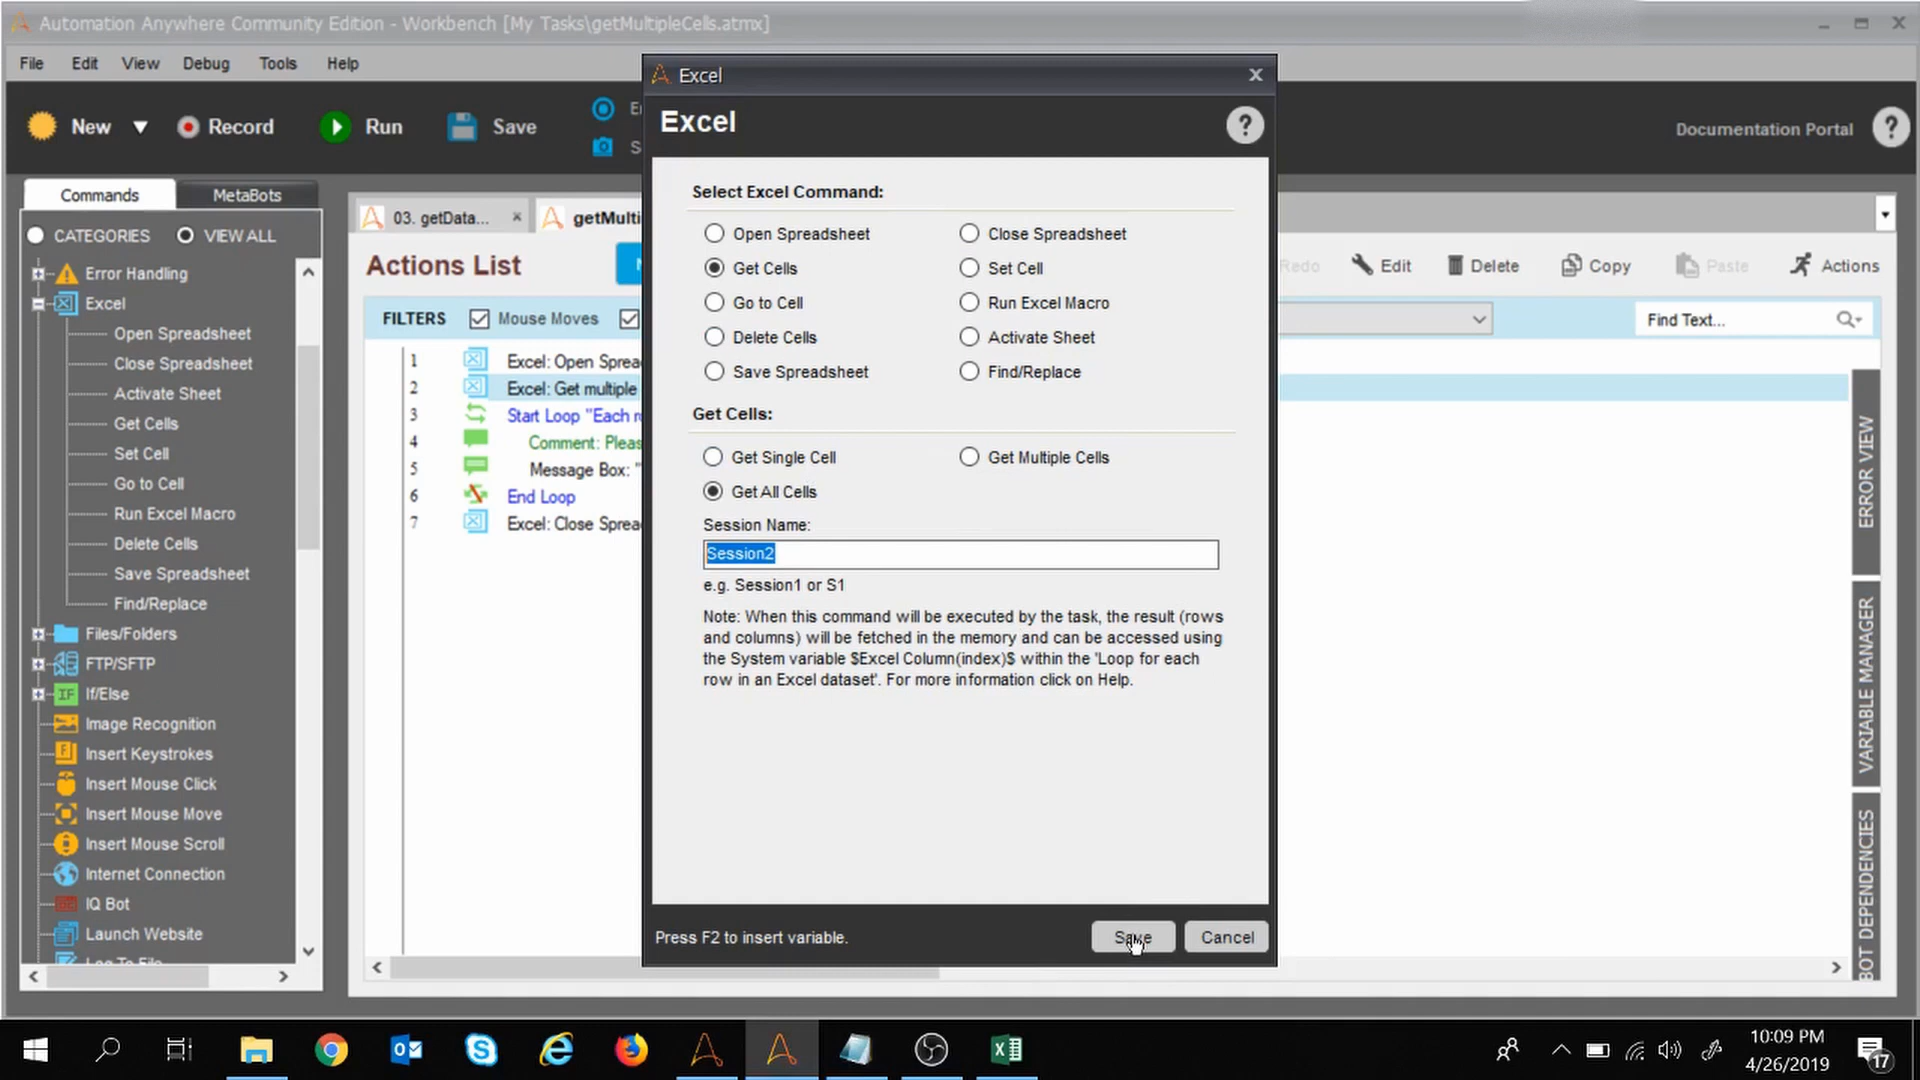 Automation Anywhere Community Edition - Workbench [My Tasks\getMultipleCells.atmx]
File Edit View Debug Tools Help
New Record Run Save
Documentation Portal
Commands MetaBots
CATEGORIES VIEW ALL
Error Handling
Excel
Open Spreadsheet
Close Spreadsheet
Activate Sheet
Get Cells
Set Cell
Go to Cell
Run Excel Macro
Delete Cells
Save Spreadsheet
Find/Replace
Files/Folders
FTP/SFTP
If/Else
Image Recognition
Insert Keystrokes
Insert Mouse Click
Insert Mouse Move
Insert Mouse Scroll
Internet Connection
IQ Bot
Launch Website
Log To File
03. getData... getMulti
Actions List
Redo Edit Delete Copy Paste Actions
FILTERS Mouse Moves
Find Text...
1 Excel: Open Sprea
2 Excel: Get multiple
3 Start Loop "Each r
4 Comment: Pleas
5 Message Box: "
6 End Loop
7 Excel: Close Sprea
ERROR VIEW
VARIABLE MANAGER
BOT DEPENDENCIES
Excel
Excel
Select Excel Command:
Open Spreadsheet Close Spreadsheet
Get Cells Set Cell
Go to Cell Run Excel Macro
Delete Cells Activate Sheet
Save Spreadsheet Find/Replace
Get Cells:
Get Single Cell Get Multiple Cells
Get All Cells
Session Name:
Session2
e.g. Session1 or S1
Note: When this command will be executed by the task, the result (rows
and columns) will be fetched in the memory and can be accessed using
the System variable $Excel Column(index)$ within the 'Loop for each
row in an Excel dataset'. For more information click on Help.
Press F2 to insert variable.
Save Cancel
10:09 PM
4/26/2019
17